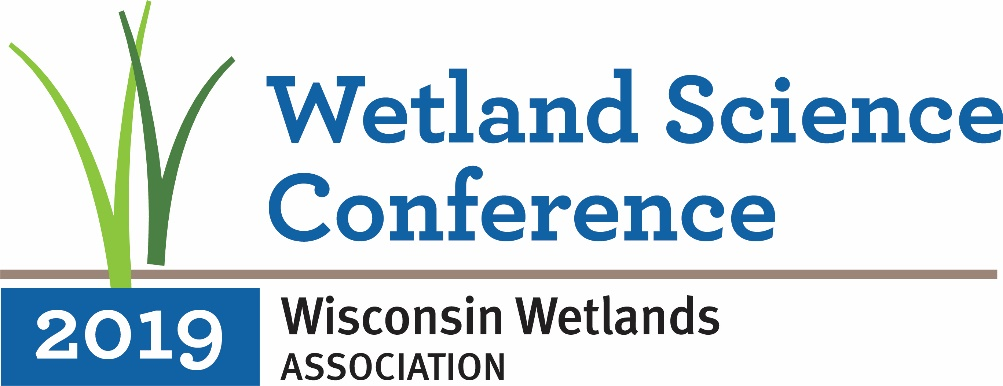 Wetland Science
Conference
2019
Wisconsin Wetlands
ASSOCIATION